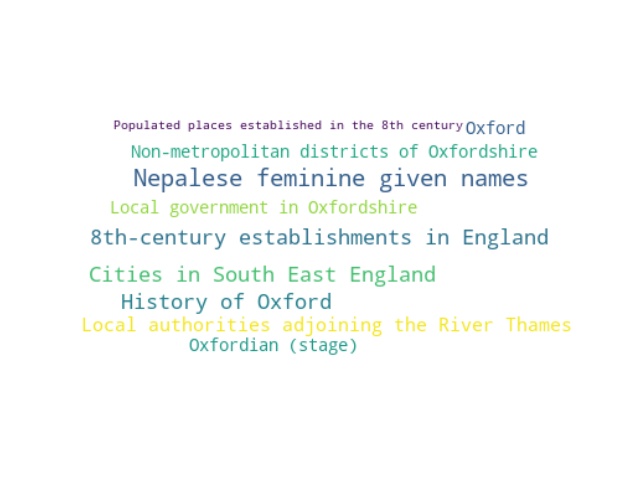 Populated places established in the 8th century Oxford
Non-metropolitan districts of Oxfordshire
Nepalese feminine given names
Local government in Oxfordshire
8th-century establishments in England
Cities in South East England
History of Oxford
Local authorities adjoining the River Thames
Oxfordian (stage)